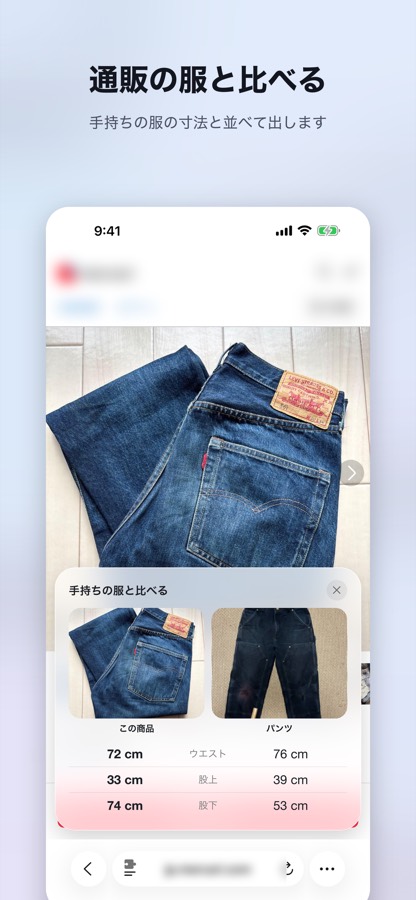 通販の服と比べる
手持ちの服の寸法と並べて出します
9:41
手持ちの服と比べる
この商品 パンツ
72 cm ウエスト 76 cm
33 cm 股上 39 cm
74 cm 股下 53 cm